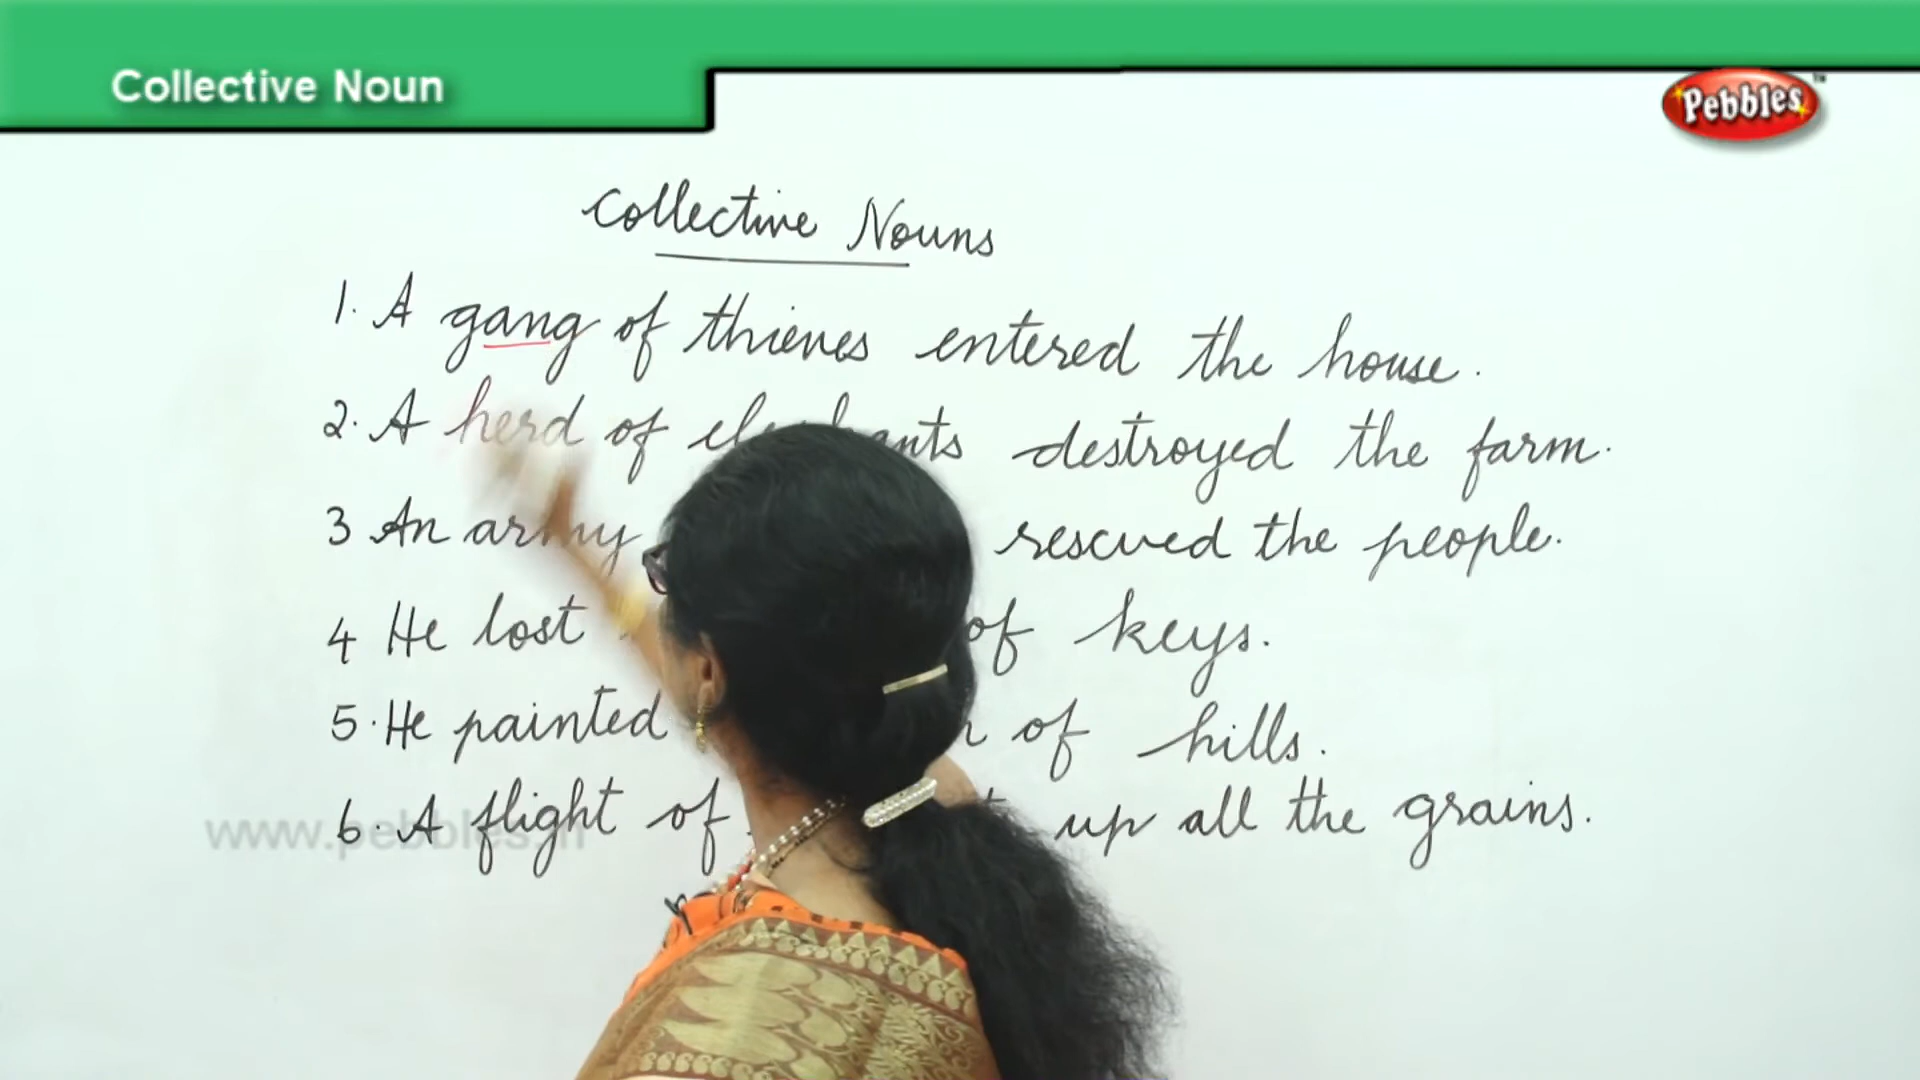 Collective Noun
Pebbles
Collective Nouns
1. A gang of thieves entered the house.
2. A herd of elephants destroyed the farm.
3 An army rescued the people.
4 He lost of keys.
5. He painted of hills.
6. A flight of up all the grains.
www.pebbles.in